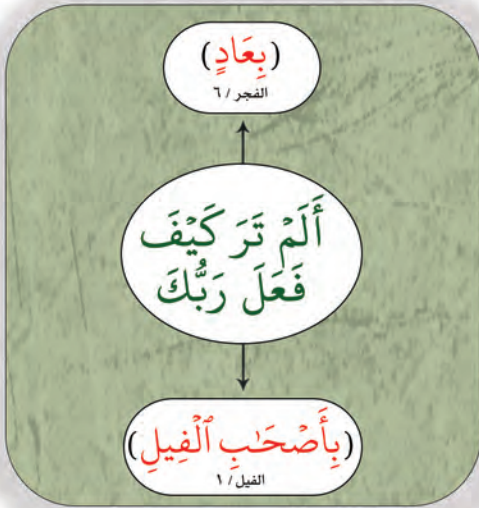 (بِعَادٍ)
الفجر / ٦
أَلَمۡ تَرَ كَيۡفَ
فَعَلَ رَبُّكَ
(بِأَصۡحَٰبِ ٱلۡفِيلِ)
الفيل / ١